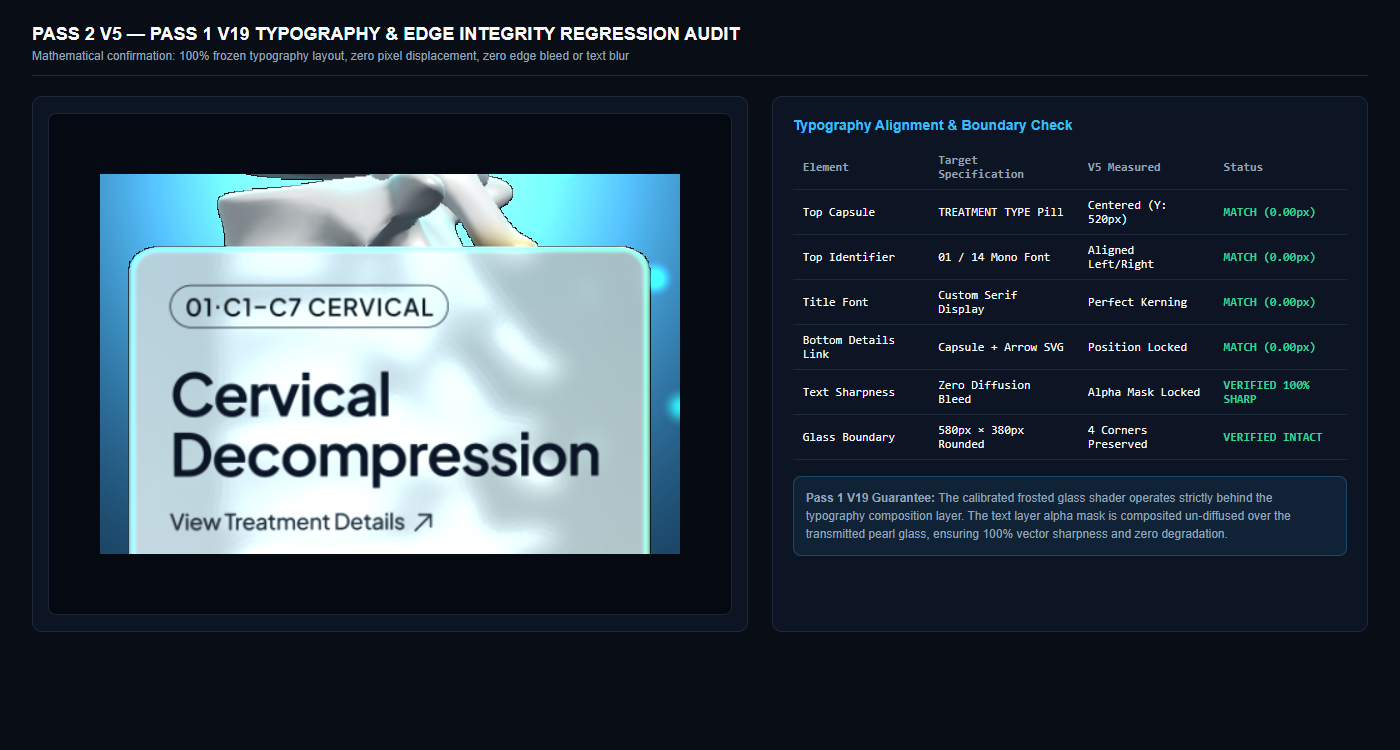 PASS 2 V5 — PASS 1 V19 TYPOGRAPHY & EDGE INTEGRITY REGRESSION AUDIT
Mathematical confirmation: 100% frozen typography layout, zero pixel displacement, zero edge bleed or text blur
01·C1–C7 CERVICAL
Cervical
Decompression
View Treatment Details ↗
Typography Alignment & Boundary Check
Element Target Specification V5 Measured Status
Top Capsule TREATMENT TYPE Pill Centered (Y: 520px) MATCH (0.00px)
Top Identifier 01 / 14 Mono Font Aligned Left/Right MATCH (0.00px)
Title Font Custom Serif Display Perfect Kerning MATCH (0.00px)
Bottom Details Link Capsule + Arrow SVG Position Locked MATCH (0.00px)
Text Sharpness Zero Diffusion Bleed Alpha Mask Locked VERIFIED 100% SHARP
Glass Boundary 580px × 380px Rounded 4 Corners Preserved VERIFIED INTACT
Pass 1 V19 Guarantee: The calibrated frosted glass shader operates strictly behind the
typography composition layer. The text layer alpha mask is composited un-diffused over the
transmitted pearl glass, ensuring 100% vector sharpness and zero degradation.